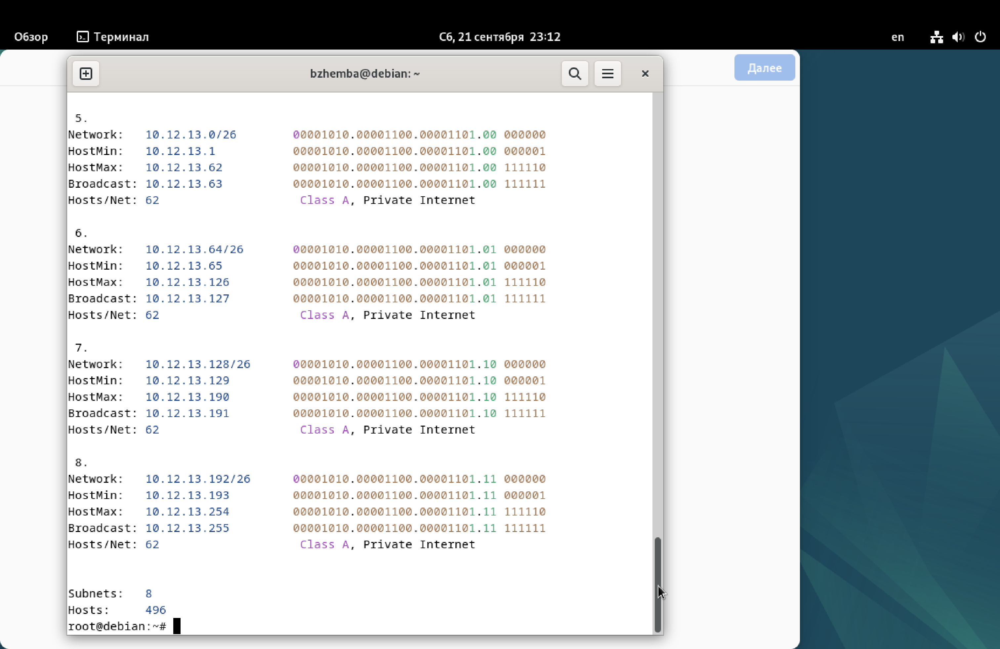 Обзор Терминал Сб, 21 сентября 23:12 en
Далее
bzhemba@debian: ~
5.
Network: 10.12.13.0/26 00001010.00001100.00001101.00 000000
HostMin: 10.12.13.1 00001010.00001100.00001101.00 000001
HostMax: 10.12.13.62 00001010.00001100.00001101.00 111110
Broadcast: 10.12.13.63 00001010.00001100.00001101.00 111111
Hosts/Net: 62 Class A, Private Internet
6.
Network: 10.12.13.64/26 00001010.00001100.00001101.01 000000
HostMin: 10.12.13.65 00001010.00001100.00001101.01 000001
HostMax: 10.12.13.126 00001010.00001100.00001101.01 111110
Broadcast: 10.12.13.127 00001010.00001100.00001101.01 111111
Hosts/Net: 62 Class A, Private Internet
7.
Network: 10.12.13.128/26 00001010.00001100.00001101.10 000000
HostMin: 10.12.13.129 00001010.00001100.00001101.10 000001
HostMax: 10.12.13.190 00001010.00001100.00001101.10 111110
Broadcast: 10.12.13.191 00001010.00001100.00001101.10 111111
Hosts/Net: 62 Class A, Private Internet
8.
Network: 10.12.13.192/26 00001010.00001100.00001101.11 000000
HostMin: 10.12.13.193 00001010.00001100.00001101.11 000001
HostMax: 10.12.13.254 00001010.00001100.00001101.11 111110
Broadcast: 10.12.13.255 00001010.00001100.00001101.11 111111
Hosts/Net: 62 Class A, Private Internet
Subnets: 8
Hosts: 496
root@debian:~#